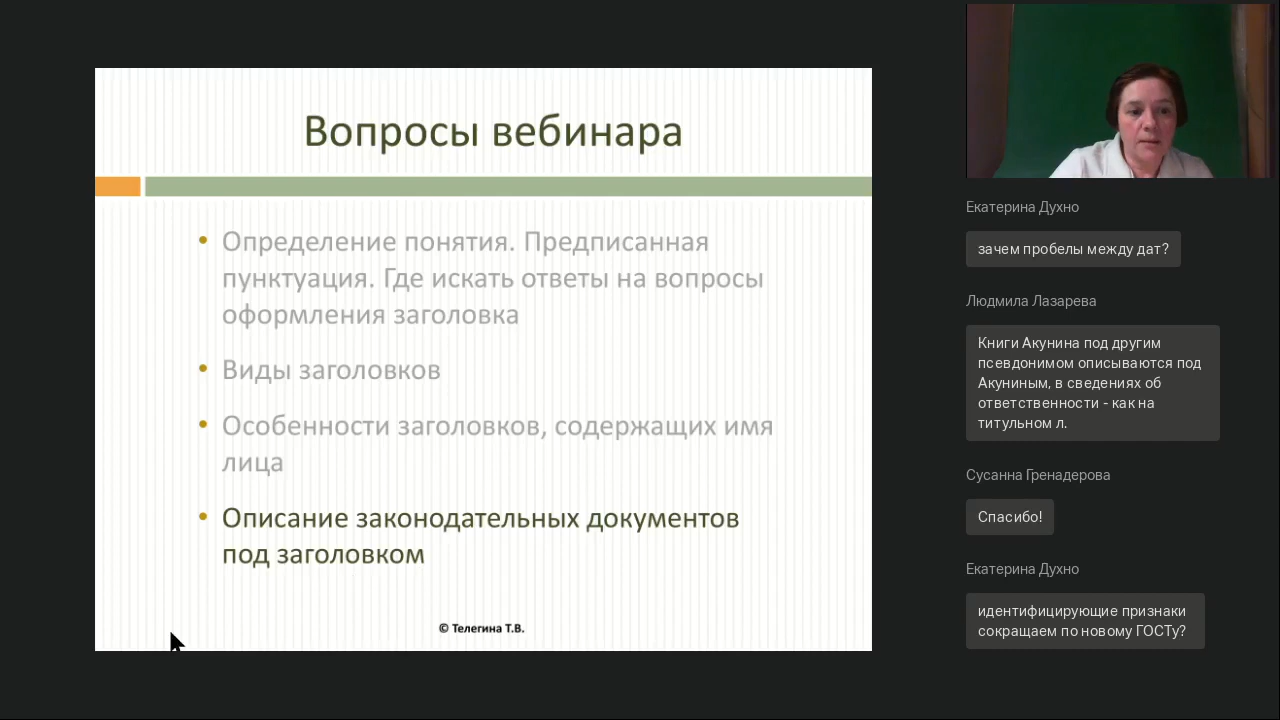 Вопросы вебинара
Определение понятия. Предписанная
пунктуация. Где искать ответы на вопросы
оформления заголовка
Виды заголовков
Особенности заголовков, содержащих имя
лица
Описание законодательных документов
под заголовком
© Телегина Т.В.
Екатерина Духно
зачем пробелы между дат?
Людмила Лазарева
Книги Акунина под другим
псевдонимом описываются под
Акуниным, в сведениях об
ответственности - как на
титульном л.
Сусанна Гренадерова
Спасибо!
Екатерина Духно
идентифицирующие признаки
сокращаем по новому ГОСТу?